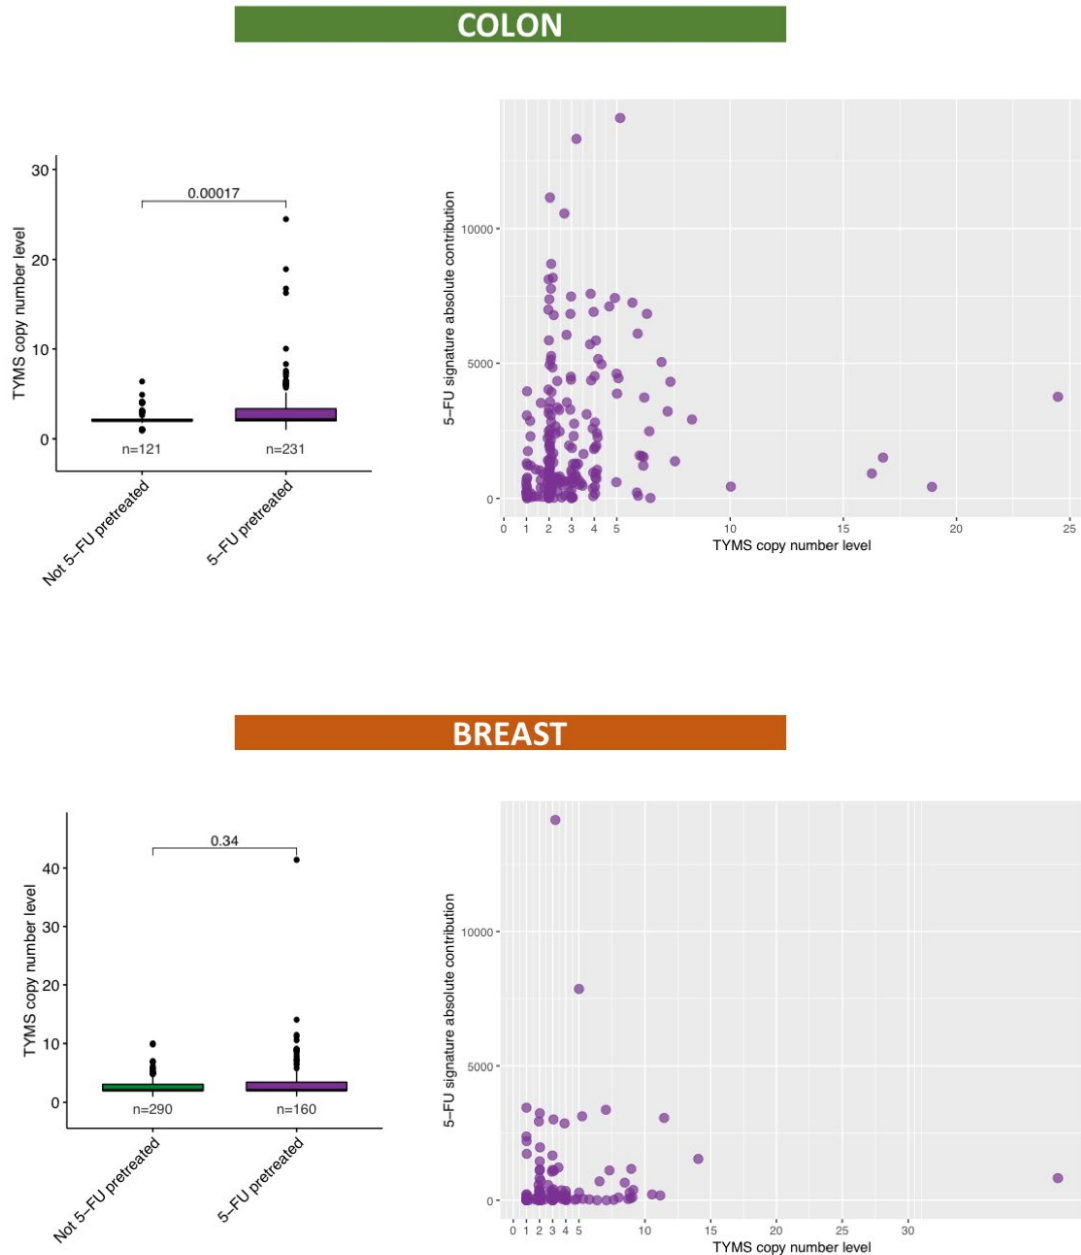 COLON
TYMS copy number level
30
20
10
0
0.00017
n=121
n=231
Not 5-FU pretreated
5-FU pretreated
5-FU signature absolute contribution
10000
5000
0
0 1 2 3 4 5 10 15 20 25
TYMS copy number level
BREAST
TYMS copy number level
40
30
20
10
0
0.34
n=290
n=160
Not 5-FU pretreated
5-FU pretreated
5-FU signature absolute contribution
10000
5000
0
0 1 2 3 4 5 10 15 20 25 30
TYMS copy number level